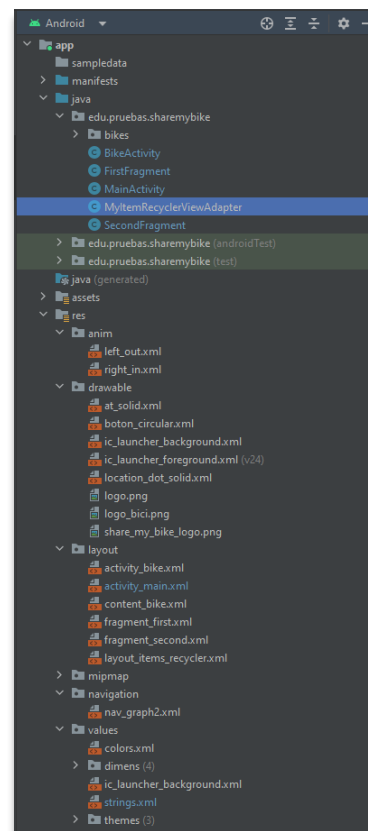 Android
app
sampledata
manifests
java
edu.pruebas.sharemybike
bikes
BikeActivity
FirstFragment
MainActivity
MyItemRecyclerViewAdapter
SecondFragment
edu.pruebas.sharemybike (androidTest)
edu.pruebas.sharemybike (test)
java (generated)
assets
res
anim
left_out.xml
right_in.xml
drawable
at_solid.xml
boton_circular.xml
ic_launcher_background.xml
ic_launcher_foreground.xml (v24)
location_dot_solid.xml
logo.png
logo_bici.png
share_my_bike_logo.png
layout
activity_bike.xml
activity_main.xml
content_bike.xml
fragment_first.xml
fragment_second.xml
layout_items_recycler.xml
mipmap
navigation
nav_graph2.xml
values
colors.xml
dimens (4)
ic_launcher_background.xml
strings.xml
themes (3)